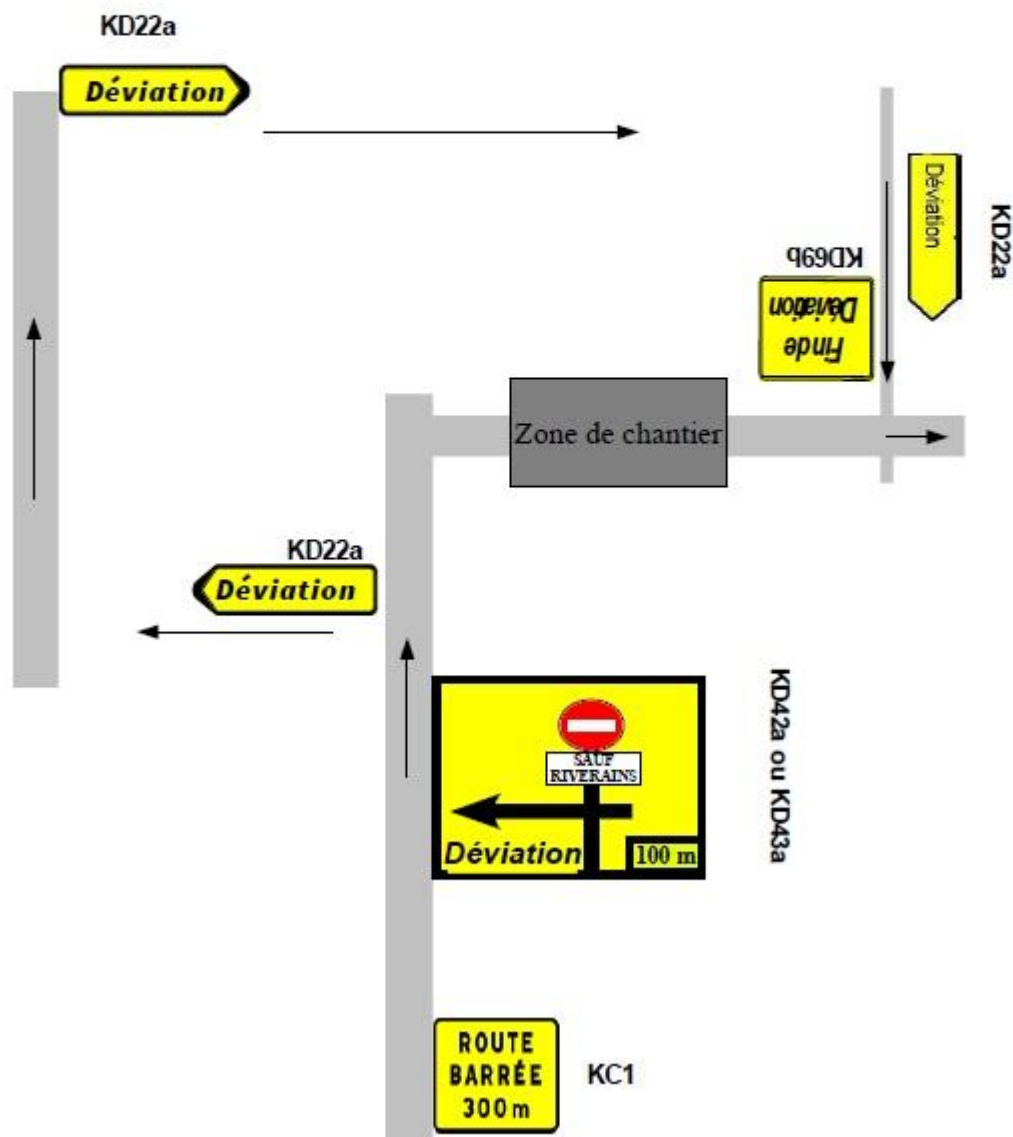 KD22a
Déviation
Déviation
KD22a
KD69b
Fin de
Déviation
Zone de chantier
KD22a
Déviation
SAUF
RIVERAINS
Déviation
100 m
KD42a ou KD43a
ROUTE
BARRÉE
300 m
KC1